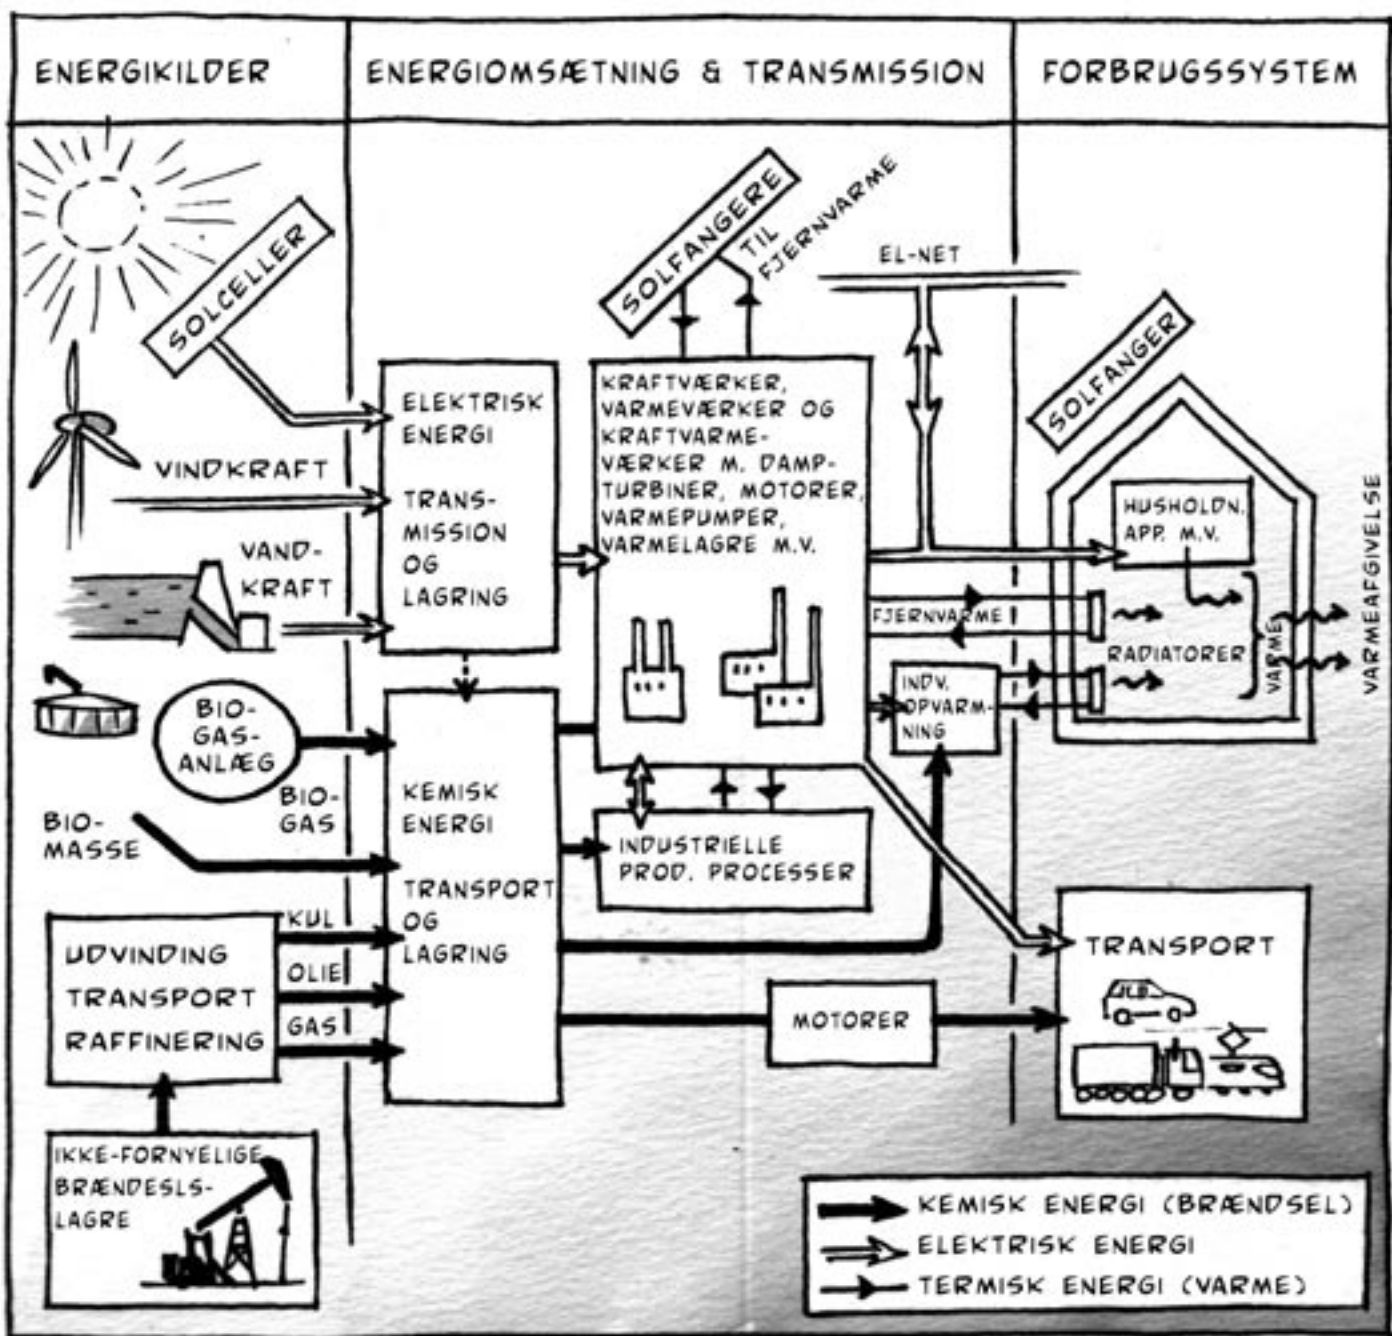 ENERGIKILDER
ENERGIOMSÆTNING & TRANSMISSION
FORBRUGSSYSTEM
SOLCELLER
VINDKRAFT
VAND-
KRAFT
BIO-
GAS-
ANLÆG
BIO-
GAS
BIO-
MASSE
UDVINDING
TRANSPORT
RAFFINERING
KUL
OLIE
GAS
IKKE-FORNYELIGE
BRÆNDESLS-
LAGRE
ELEKTRISK
ENERGI
TRANS-
MISSION
OG
LAGRING
KEMISK
ENERGI
TRANSPORT
OG
LAGRING
SOLFANGERE
TIL
FJERNVARME
KRAFTVÆRKER,
VARMEVÆRKER OG
KRAFTVARME-
VÆRKER M. DAMP-
TURBINER, MOTORER,
VARMEPUMPER,
VARMELAGRE M.V.
INDUSTRIELLE
PROD. PROCESSER
MOTORER
EL-NET
FJERNVARME
INDV.
OPVARM-
NING
SOLFANGER
HUSHOLDN.
APP. M.V.
RADIATORER
VARME
VARMEAFGIVELSE
TRANSPORT
KEMISK ENERGI (BRÆNDSEL)
ELEKTRISK ENERGI
TERMISK ENERGI (VARME)